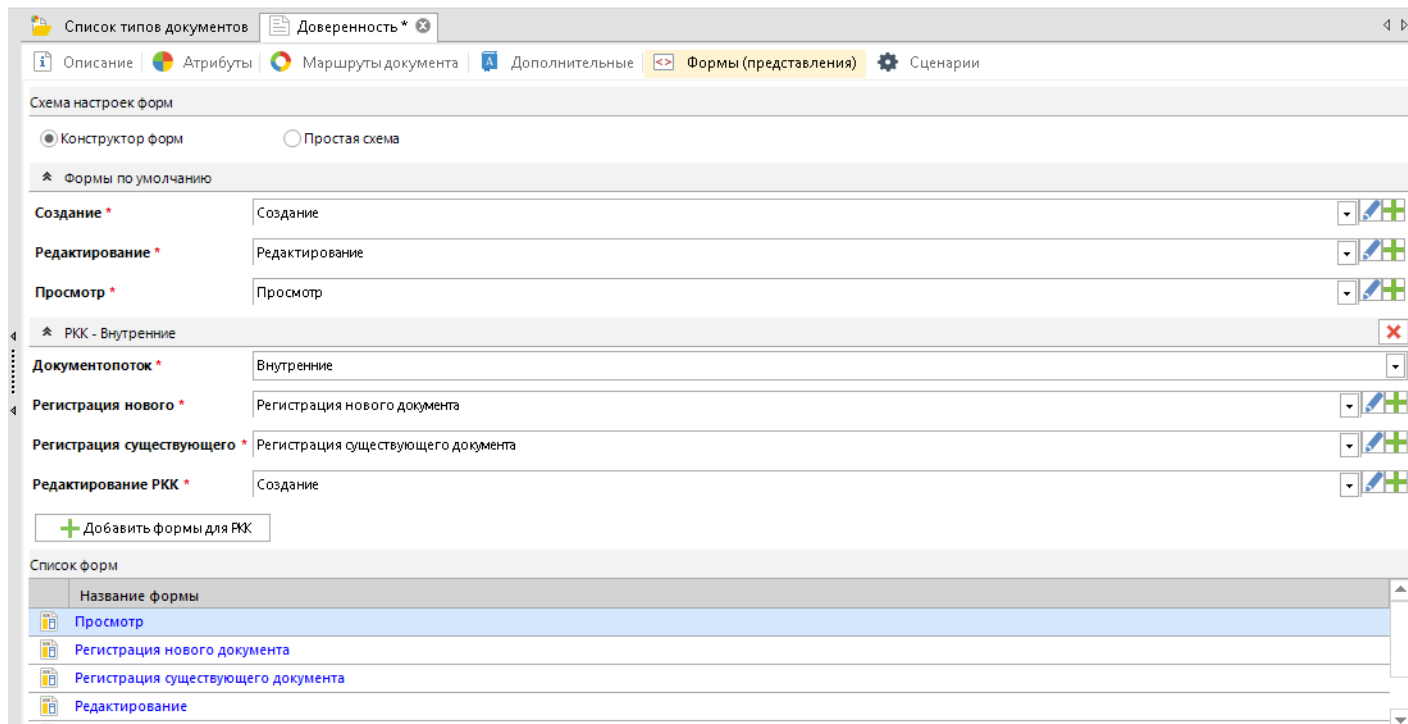 Список типов документов Доверенность *
Описание Атрибуты Маршруты документа Дополнительные Формы (представления) Сценарии
Схема настроек форм
Конструктор форм Простая схема
Формы по умолчанию
Создание * Создание
Редактирование * Редактирование
Просмотр * Просмотр
РКК - Внутренние
Документопоток * Внутренние
Регистрация нового * Регистрация нового документа
Регистрация существующего * Регистрация существующего документа
Редактирование РКК * Создание
Добавить формы для РКК
Список форм
Название формы
Просмотр
Регистрация нового документа
Регистрация существующего документа
Редактирование